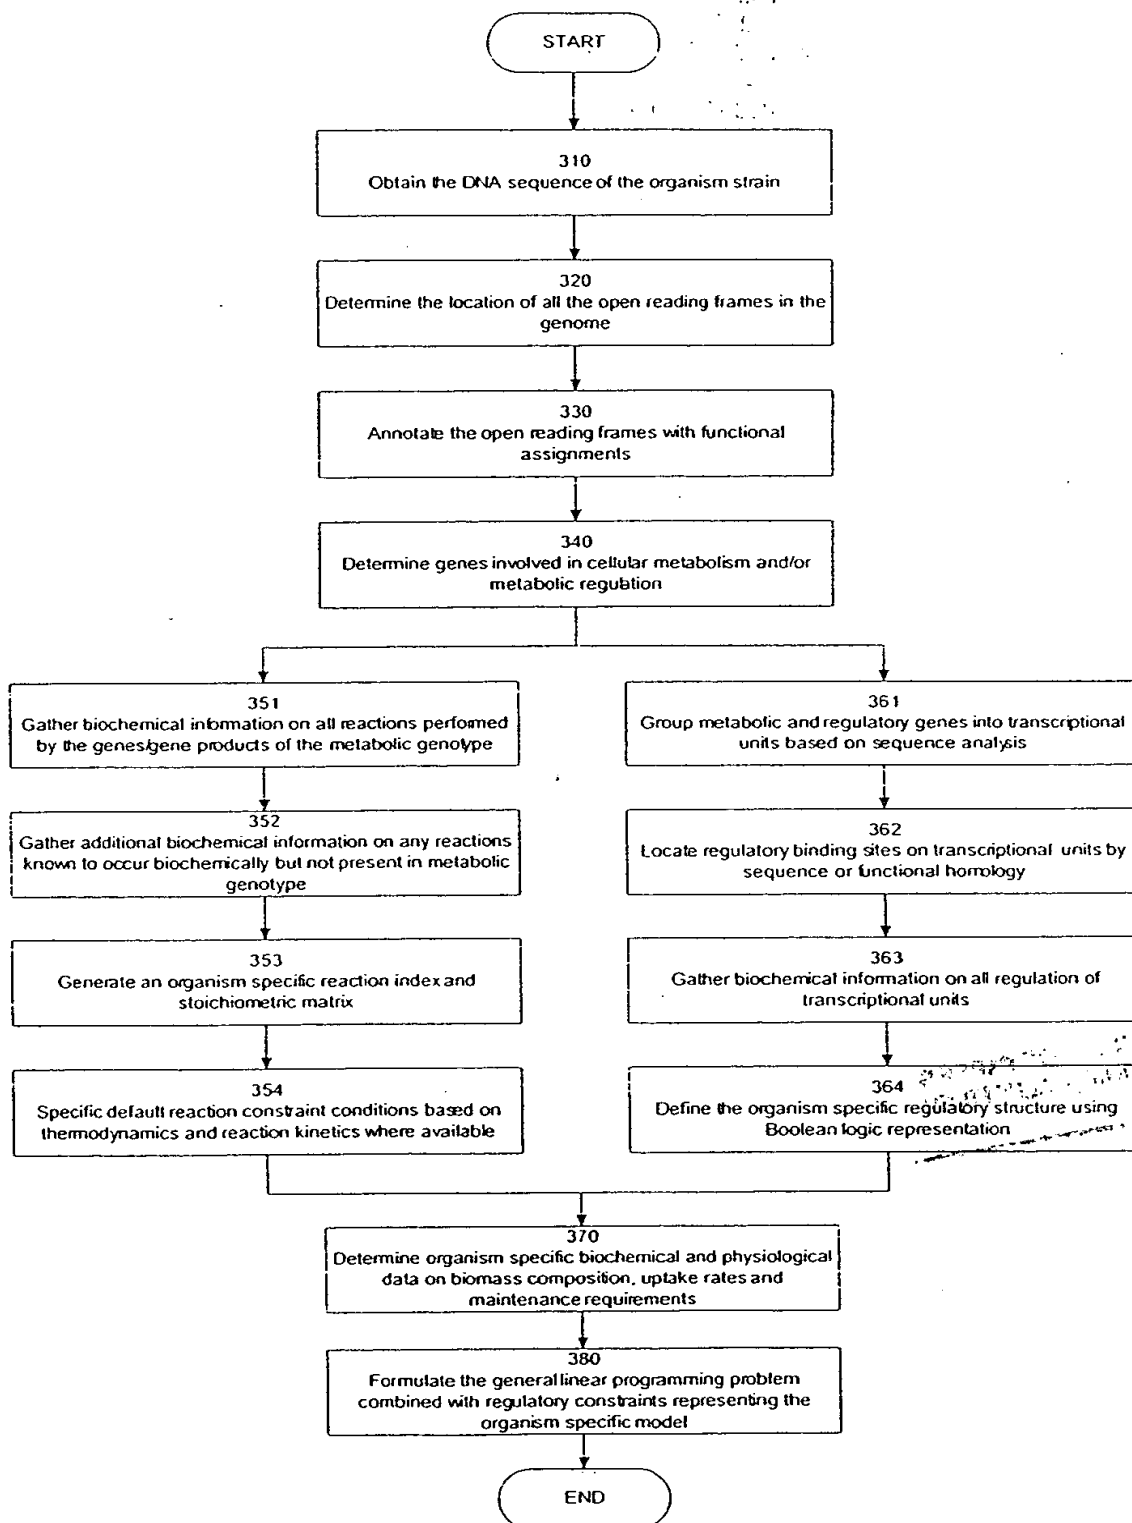 START
310
Obtain the DNA sequence of the organism strain
320
Determine the location of all the open reading frames in the
genome
330
Annotate the open reading frames with functional
assignments
340
Determine genes involved in cellular metabolism and/or
metabolic regulation
351
Gather biochemical information on all reactions performed
by the genes/gene products of the metabolic genotype
352
Gather additional biochemical information on any reactions
known to occur biochemically but not present in metabolic
genotype
353
Generate an organism specific reaction index and
stoichiometric matrix
354
Specific default reaction constraint conditions based on
thermodynamics and reaction kinetics where available
361
Group metabolic and regulatory genes into transcriptional
units based on sequence analysis
362
Locate regulatory binding sites on transcriptional units by
sequence or functional homology
363
Gather biochemical information on all regulation of
transcriptional units
364
Define the organism specific regulatory structure using
Boolean logic representation
370
Determine organism specific biochemical and physiological
data on biomass composition, uptake rates and
maintenance requirements
380
Formulate the general linear programming problem
combined with regulatory constraints representing the
organism specific model
END